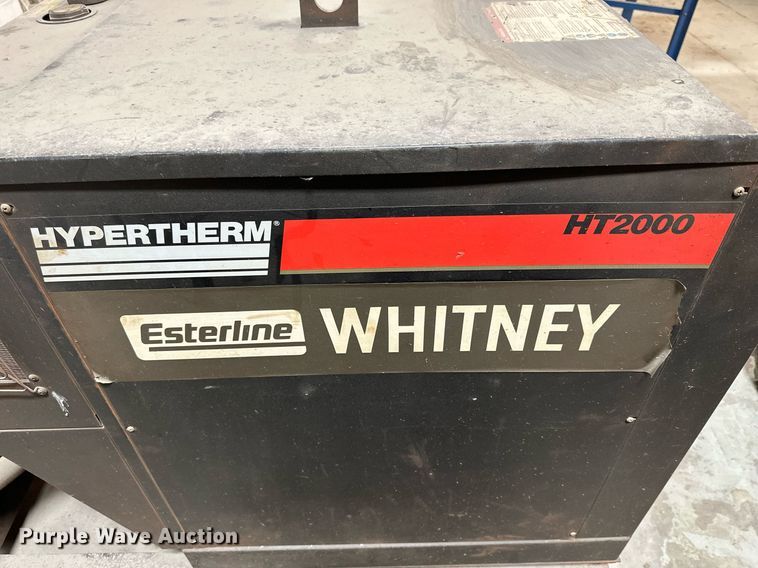 HYPERTHERM®
HT2000
Esterline WHITNEY
Purple Wave Auction